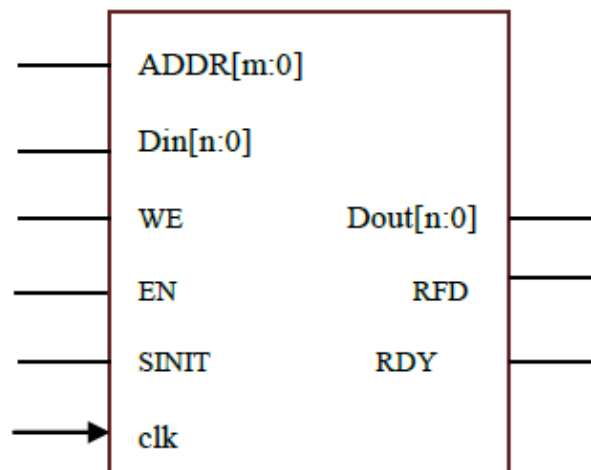 ADDR[m:0]
Din[n:0]
WE
Dout[n:0]
EN
RFD
SINIT
RDY
clk